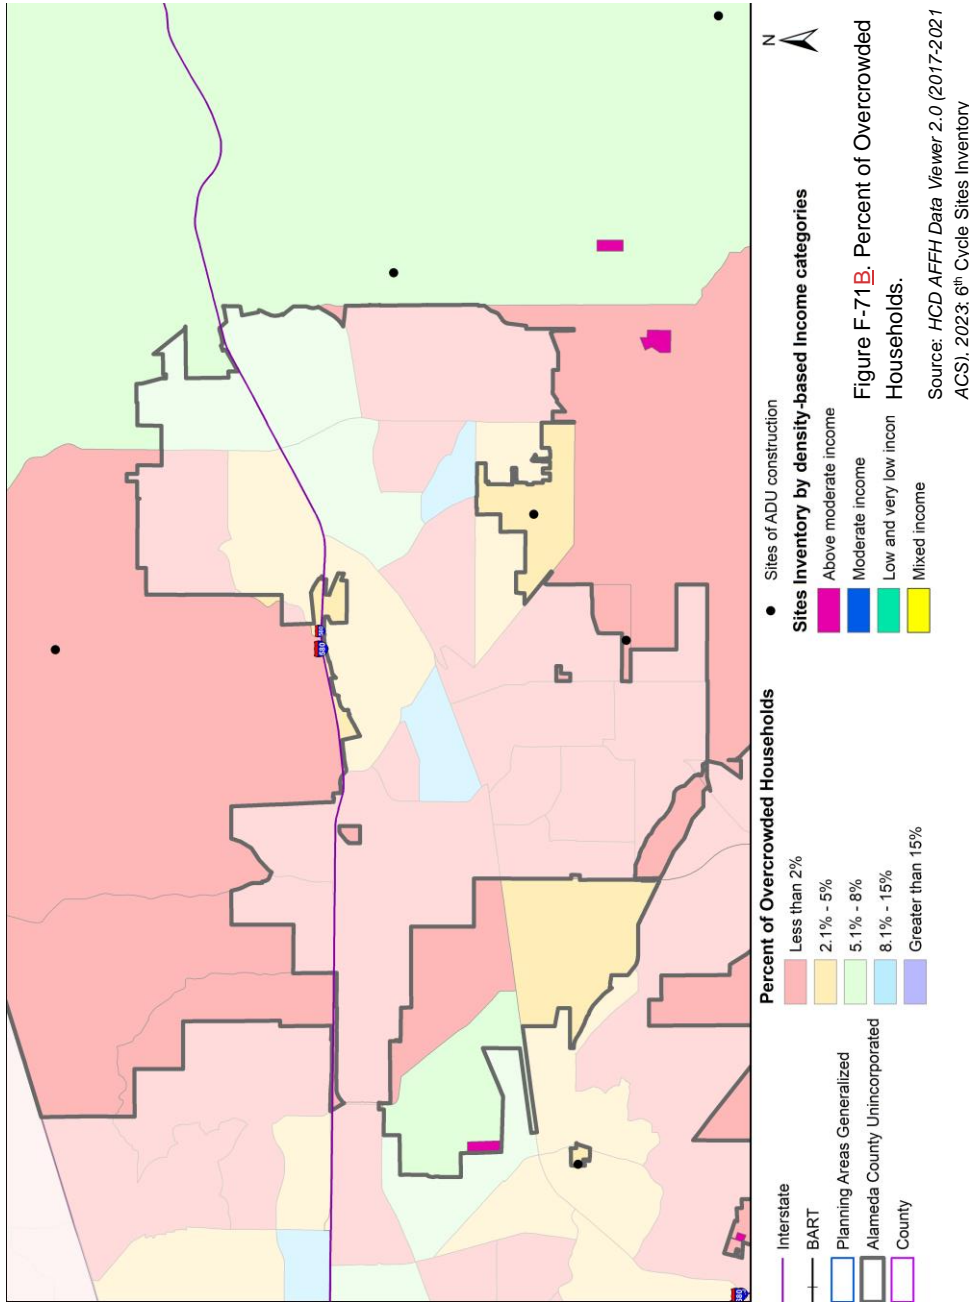 N
Interstate
BART
Planning Areas Generalized
Alameda County Unincorporated
County
Percent of Overcrowded Households
Less than 2%
2.1% - 5%
5.1% - 8%
8.1% - 15%
Greater than 15%
Sites of ADU construction
Sites Inventory by density-based Income categories
Above moderate income
Moderate income
Low and very low incon
Mixed income
Figure F-71B. Percent of Overcrowded
Households.
Source: HCD AFFH Data Viewer 2.0 (2017-2021
ACS), 2023; 6th Cycle Sites Inventory